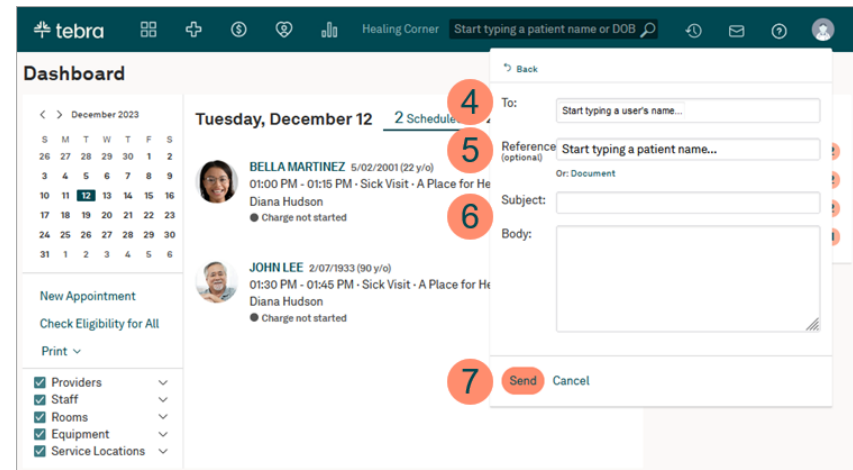 tebra
Healing Corner
Start typing a patient name or DOB
Dashboard
December 2023
S M T W T F S
26 27 28 29 30 1 2
3 4 5 6 7 8 9
10 11 12 13 14 15 16
17 18 19 20 21 22 23
24 25 26 27 28 29 30
31 1 2 3 4 5 6
New Appointment
Check Eligibility for All
Print
Providers
Staff
Rooms
Equipment
Service Locations
Tuesday, December 12
2 Schedule
BELLA MARTINEZ 5/02/2001 (22 y/o)
01:00 PM - 01:15 PM · Sick Visit · A Place for He
Diana Hudson
Charge not started
JOHN LEE 2/07/1933 (90 y/o)
01:30 PM - 01:45 PM · Sick Visit · A Place for He
Diana Hudson
Charge not started
Back
4
To:
Start typing a user's name...
5
Reference
(optional)
Start typing a patient name...
Or: Document
6
Subject:
Body:
7
Send Cancel